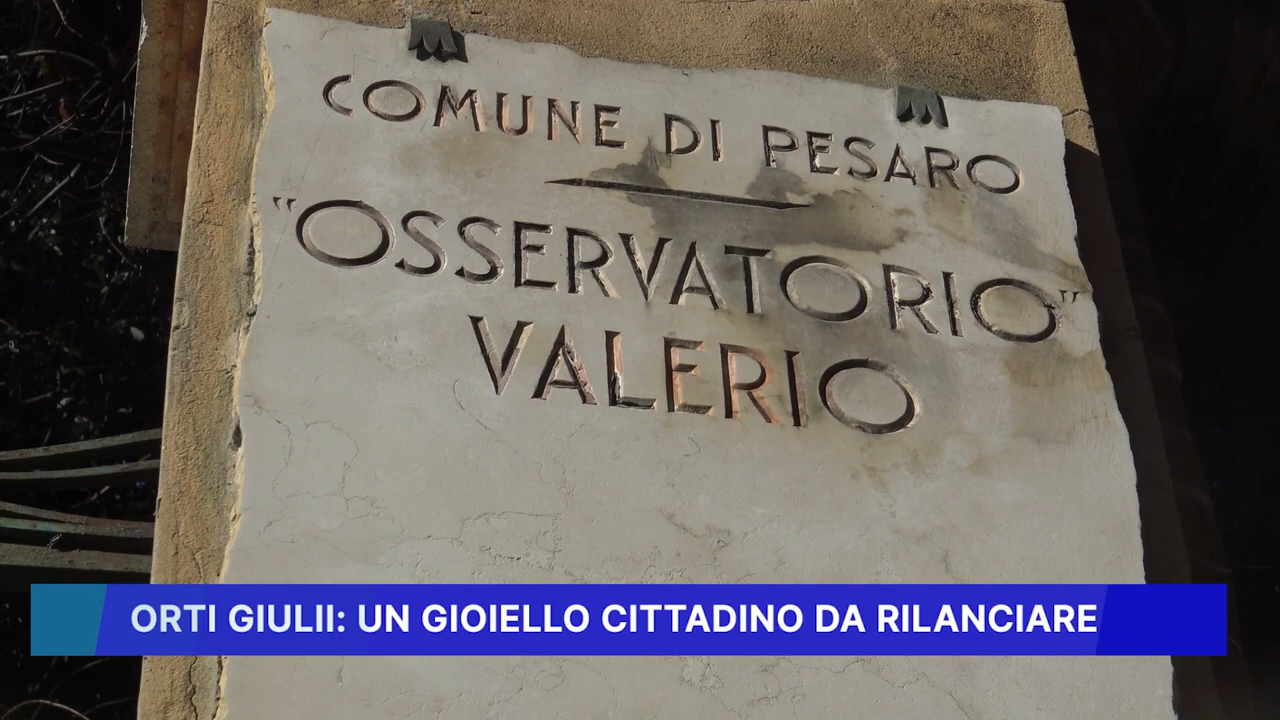 COMUNE DI PESARO
"OSSERVATORIO"
VALERIO
ORTI GIULII: UN GIOIELLO CITTADINO DA RILANCIARE